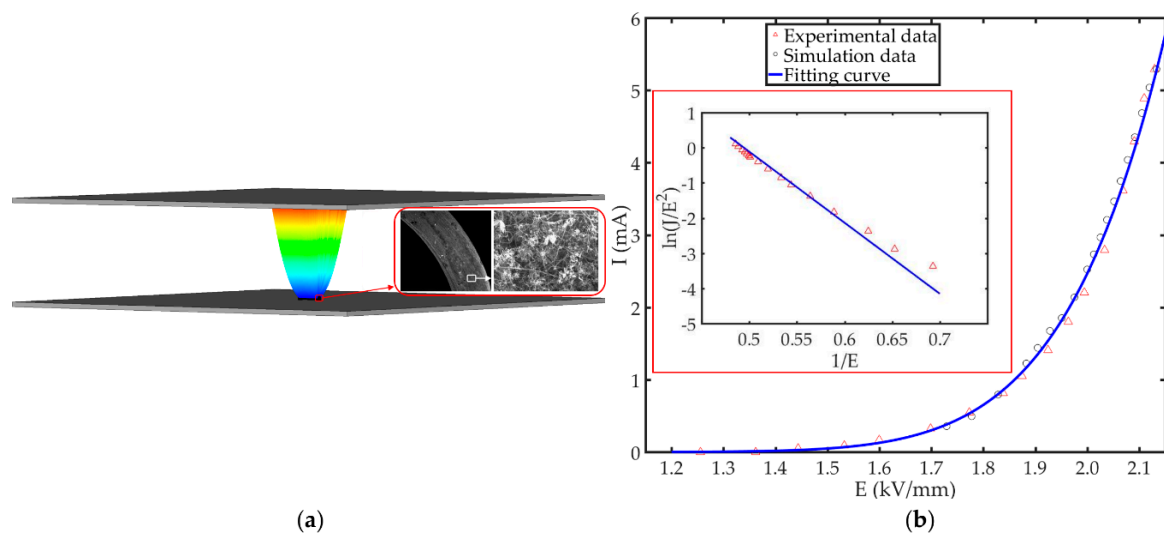 Experimental data
Simulation data
Fitting curve
6
5
4
3
2
1
0
I (mA)
1
0
-1
-2
-3
-4
-5
ln(J/E²)
0.5 0.55 0.6 0.65 0.7
1/E
1.2 1.3 1.4 1.5 1.6 1.7 1.8 1.9 2.0 2.1
E (kV/mm)
(a) (b)